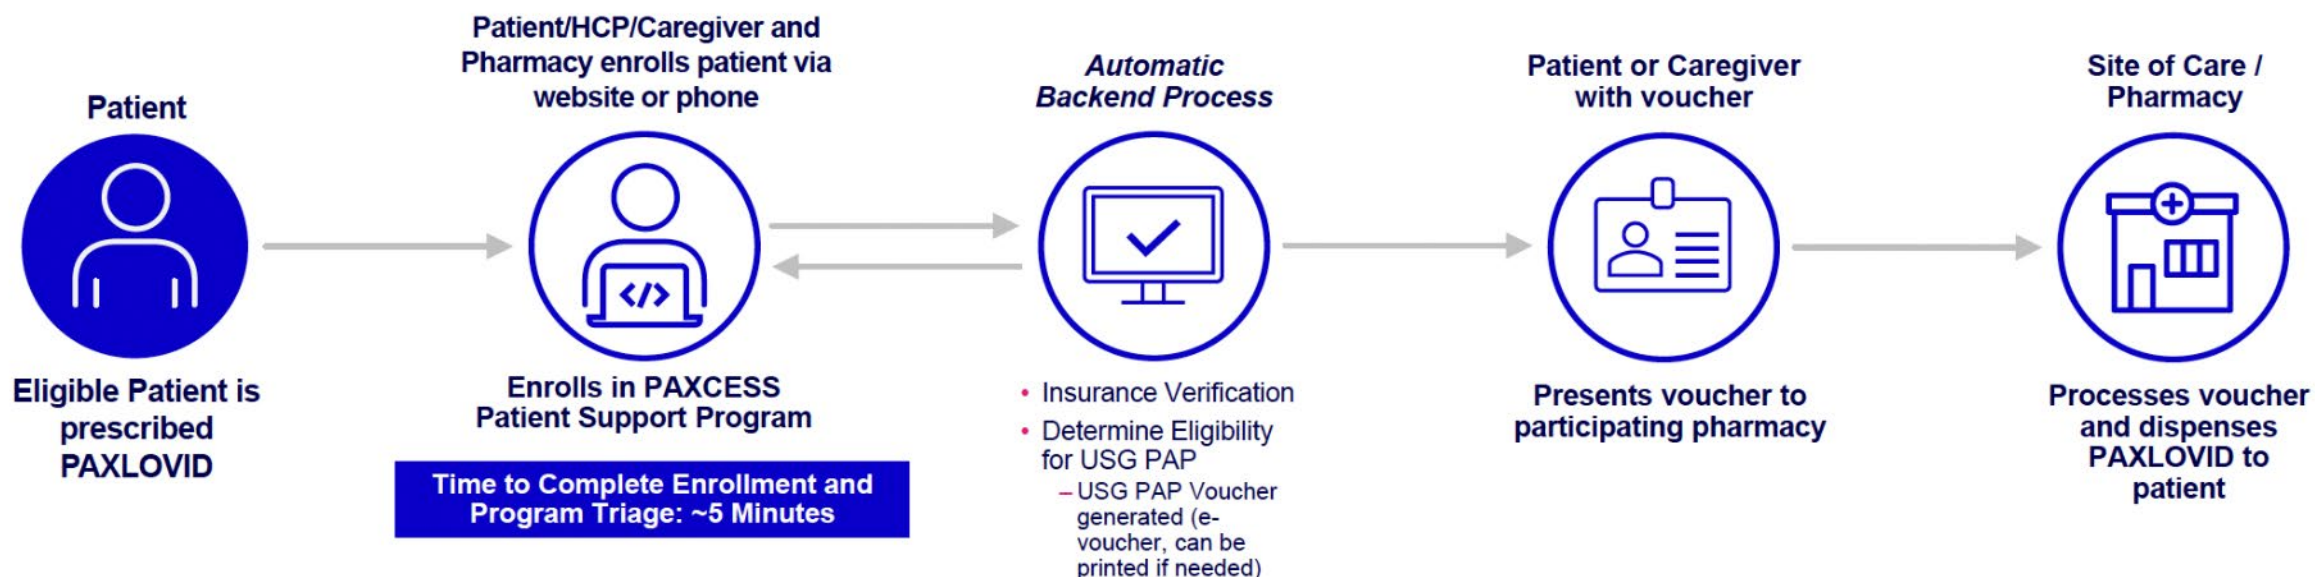 Patient
Eligible Patient is
prescribed
PAXLOVID
Patient/HCP/Caregiver and
Pharmacy enrolls patient via
website or phone
</>
Enrolls in PAXCESS
Patient Support Program
Time to Complete Enrollment and
Program Triage: ~5 Minutes
Automatic
Backend Process
• Insurance Verification
• Determine Eligibility
for USG PAP
– USG PAP Voucher
generated (e-
voucher, can be
printed if needed)
Patient or Caregiver
with voucher
Presents voucher to
participating pharmacy
Site of Care /
Pharmacy
Processes voucher
and dispenses
PAXLOVID to
patient